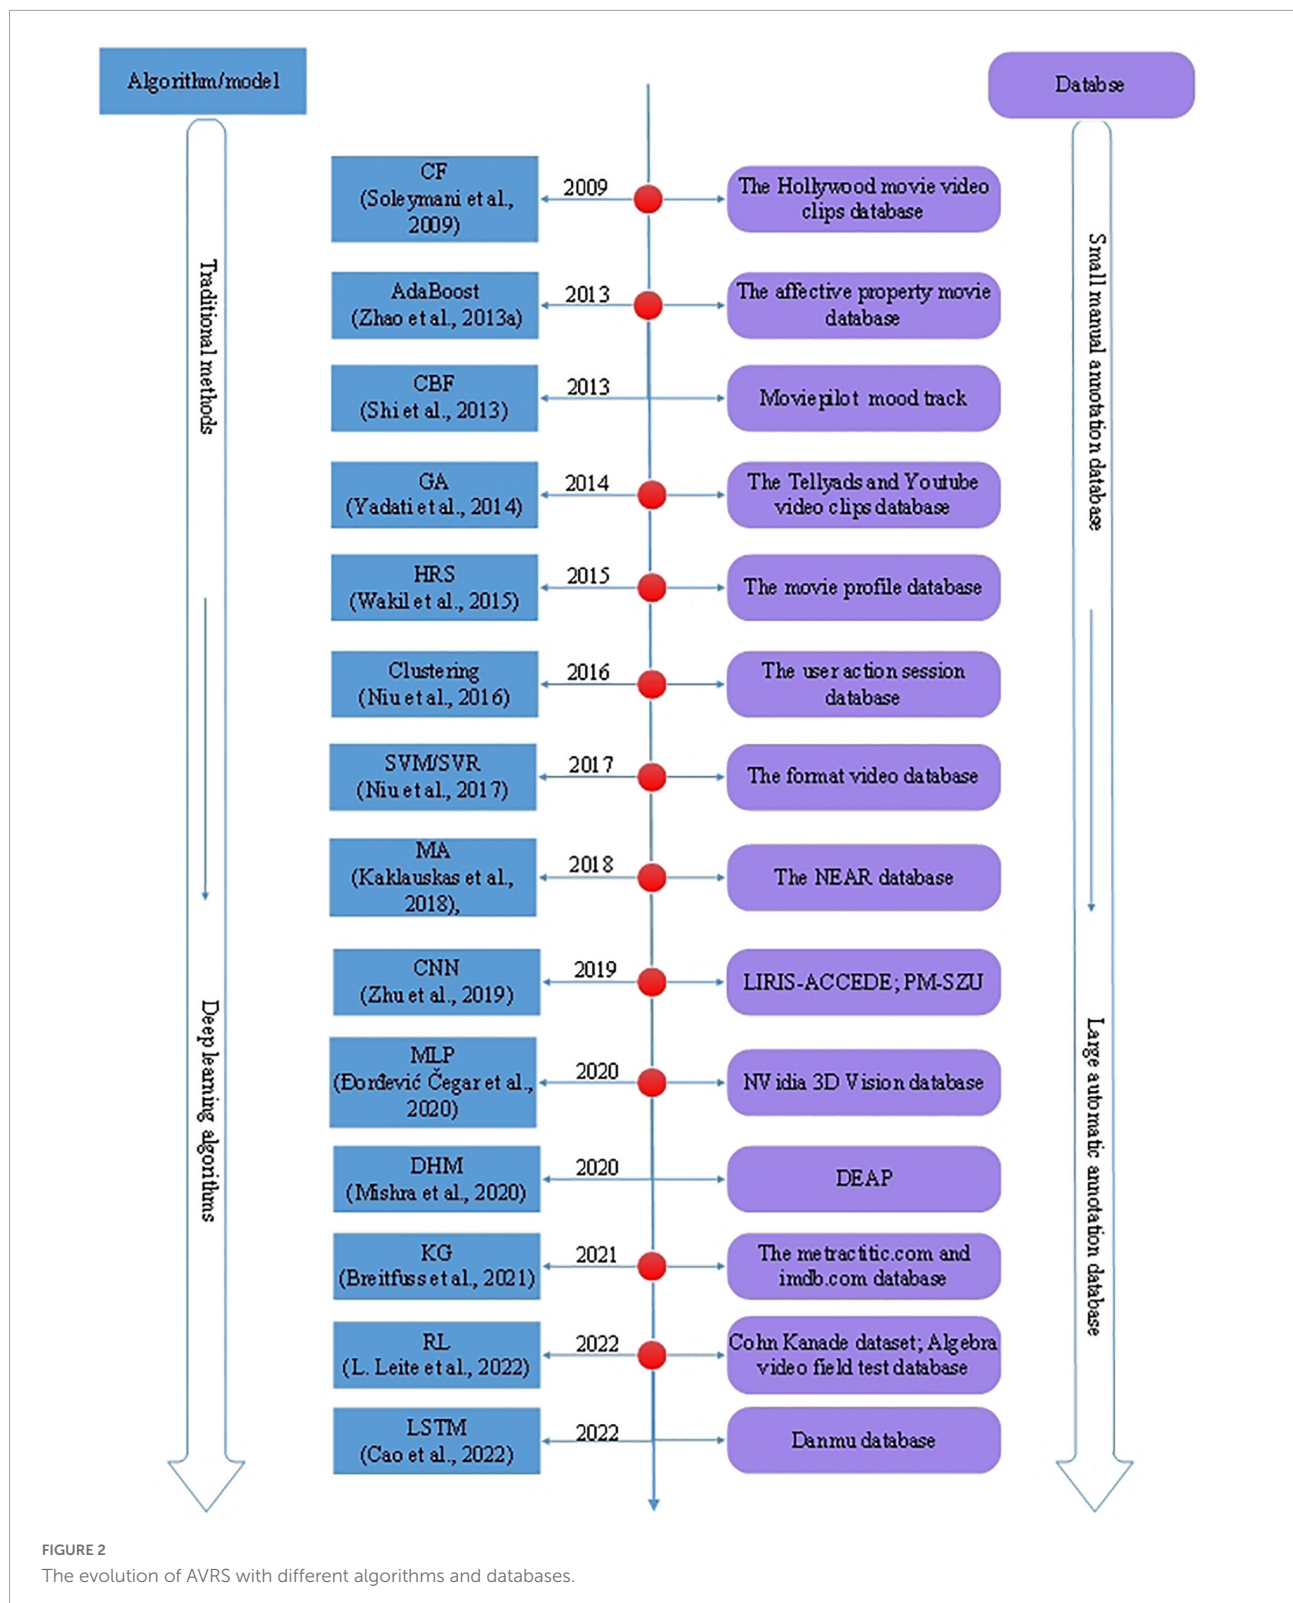 Algorithm/model
Databse
Traditional methods
Deep learning algorithms
Small manual annotation database
Large automatic annotation database
CF
(Soleymani et al.,
2009)
2009
The Hollywood movie video
clips database
AdaBoost
(Zhao et al., 2013a)
2013
The affective property movie
database
CBF
(Shi et al., 2013)
2013
Moviepilot mood track
GA
(Yadati et al., 2014)
2014
The Tellyads and Youtube
video clips database
HRS
(Wakil et al., 2015)
2015
The movie profile database
Clustering
(Niu et al., 2016)
2016
The user action session
database
SVM/SVR
(Niu et al., 2017)
2017
The format video database
MA
(Kaklauskas et al.,
2018),
2018
The NEAR database
CNN
(Zhu et al., 2019)
2019
LIRIS-ACCEDE; PM-SZU
MLP
(Đorđević Čegar et al.,
2020)
2020
NVidia 3D Vision database
DHM
(Mishra et al., 2020)
2020
DEAP
KG
(Breitfuss et al., 2021)
2021
The metractitic.com and
imdb.com database
RL
(L. Leite et al., 2022)
2022
Cohn Kanade dataset; Algebra
video field test database
LSTM
(Cao et al., 2022)
2022
Danmu database
FIGURE 2
The evolution of AVRS with different algorithms and databases.